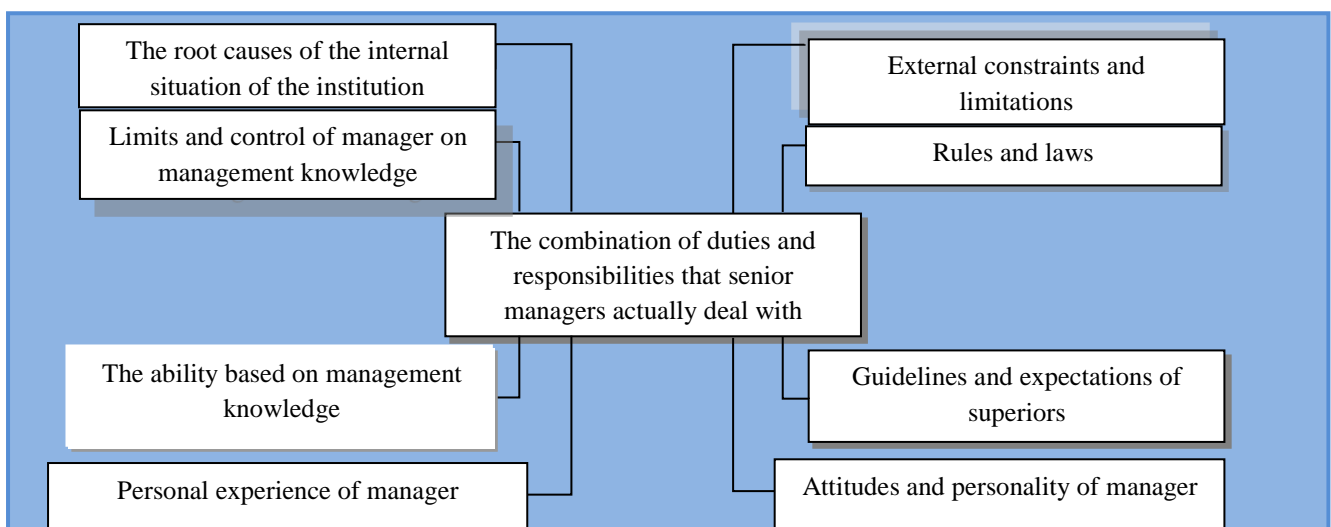 The root causes of the internal
situation of the institution
External constraints and
limitations
Limits and control of manager on
management knowledge
Rules and laws
The combination of duties and
responsibilities that senior
managers actually deal with
The ability based on management
knowledge
Guidelines and expectations of
superiors
Personal experience of manager
Attitudes and personality of manager